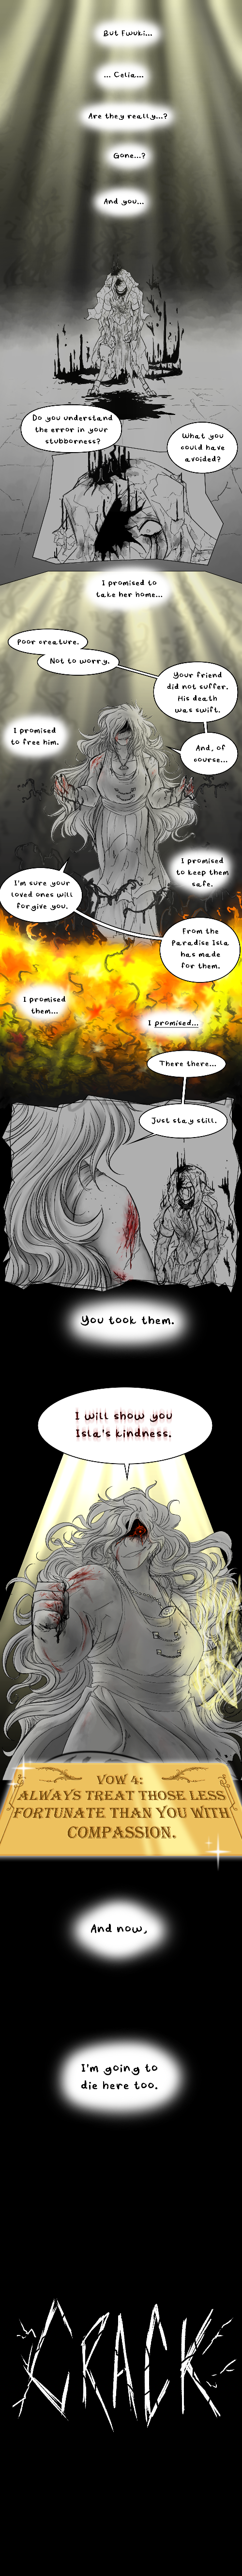 But Fwuki...
... Celia...
Are they really...?
Gone...?
And you...
Do you understand
the error in your
stubborness?
What you
could have
avoided?
I promised to
take her home...
Poor creature.
Not to worry.
Your friend
did not suffer.
His death
was swift.
I promised
to free him.
And, of
course...
I promised
to keep them
safe.
I'm sure your
loved ones will
forgive you.
From the
Paradise Isla
has made
for them.
I promised
them...
I promised...
There there...
Just stay still.
You took them.
I will show you
Isla's kindness.
VOW 4:
ALWAYS TREAT THOSE LESS
FORTUNATE THAN YOU WITH
COMPASSION.
And now,
I'm going to
die here too.
CRACK